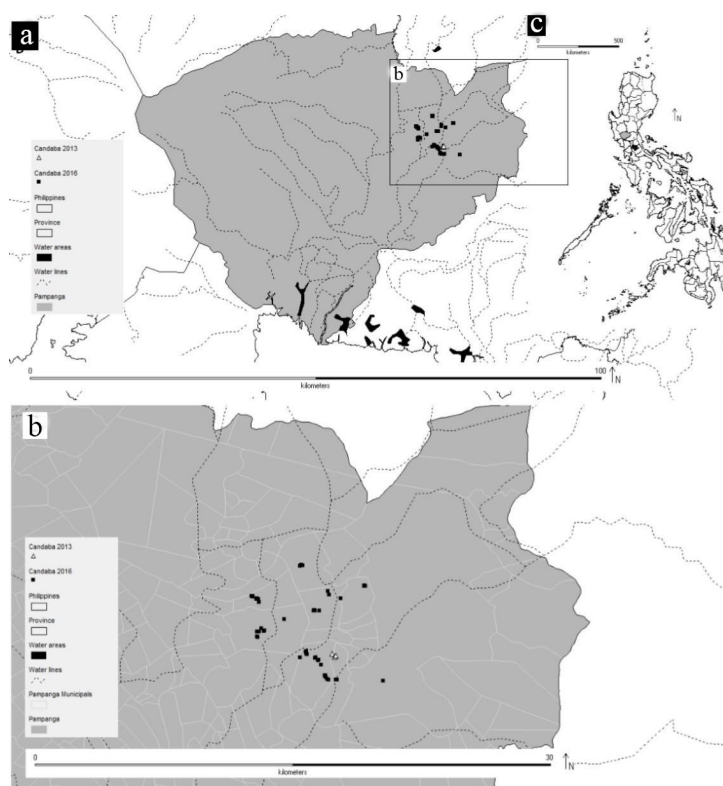 a
b
Candaba 2013
Candaba 2016
Philippines
Province
Water areas
Water lines
Pampanga
0
100
kilometers
N
c
0
500
kilometers
N
b
Candaba 2013
Candaba 2016
Philippines
Province
Water areas
Water lines
Pampanga Municipals
Pampanga
0
30
kilometers
N